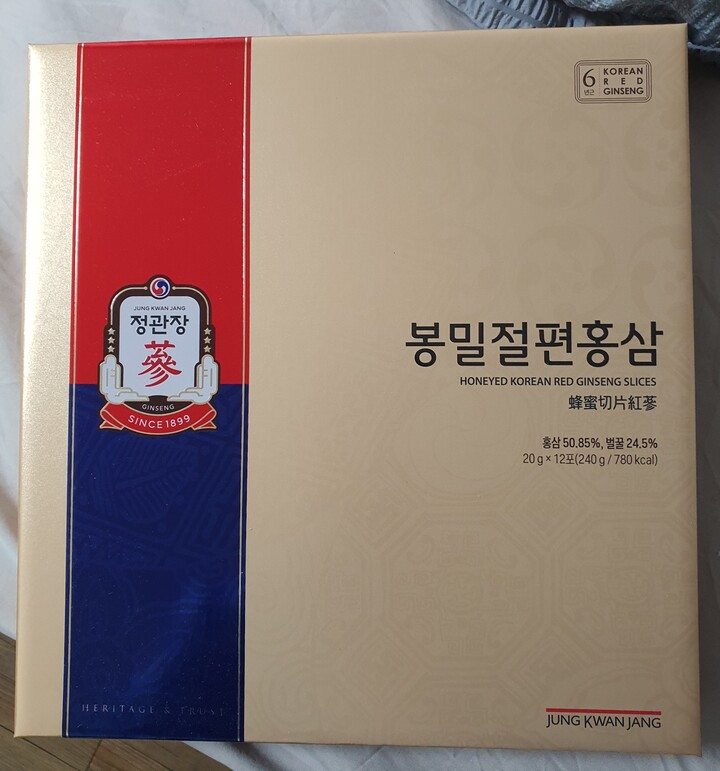 6
년근
KOREAN
RED
GINSENG
JUNG KWAN JANG
정관장
蔘
GINSENG
SINCE 1899
봉밀절편홍삼
HONEYED KOREAN RED GINSENG SLICES
蜂蜜切片紅蔘
홍삼 50.85%, 벌꿀 24.5%
20 g × 12포(240 g / 780 kcal)
HERITAGE & TRUST
JUNG KWAN JANG